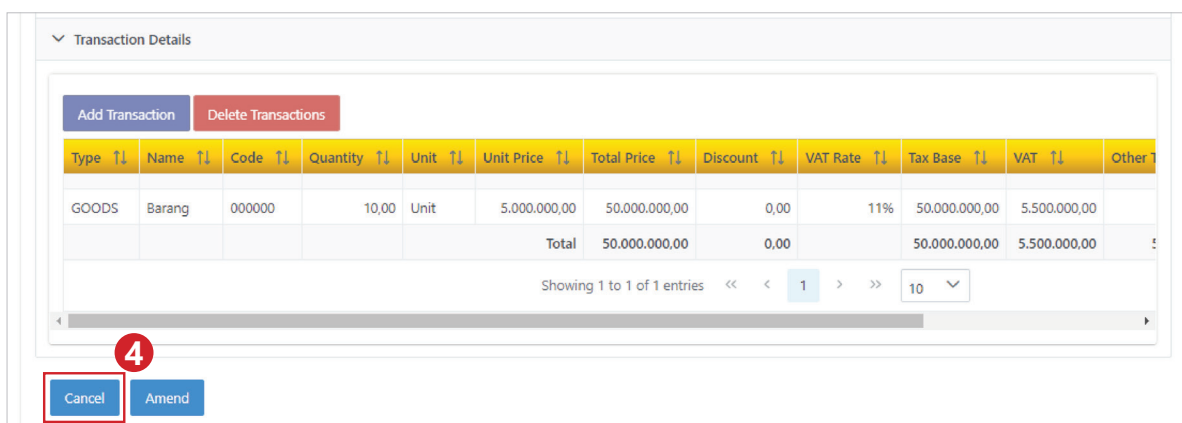 Transaction Details
Add Transaction Delete Transactions
Type Name Code Quantity Unit Unit Price Total Price Discount VAT Rate Tax Base VAT Other
GOODS Barang 000000 10,00 Unit 5.000.000,00 50.000.000,00 0,00 11% 50.000.000,00 5.500.000,00
Total 50.000.000,00 0,00 50.000.000,00 5.500.000,00
Showing 1 to 1 of 1 entries << < 1 > >> 10
4
Cancel Amend